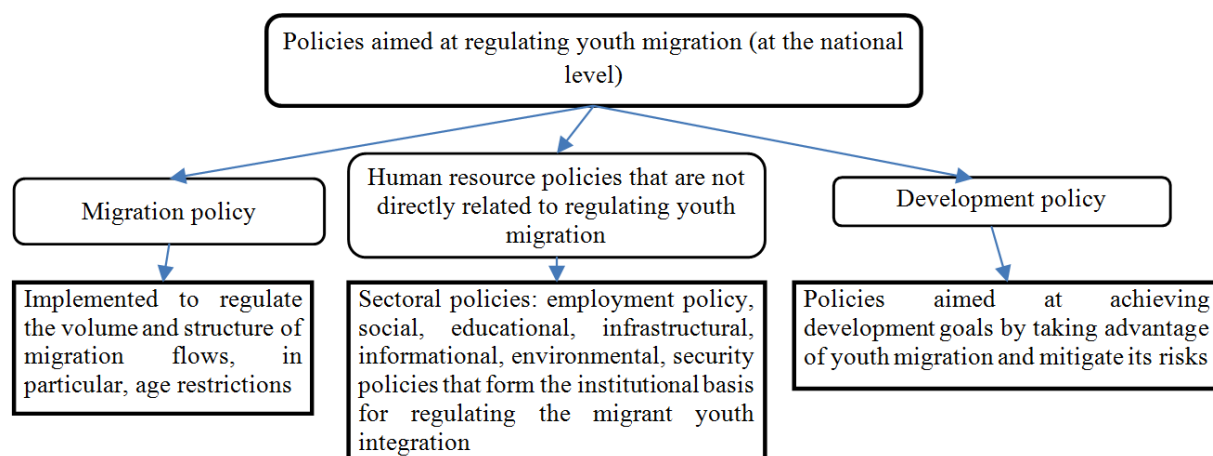 Policies aimed at regulating youth migration (at the national
level)
Migration policy
Human resource policies that are not
directly related to regulating youth
migration
Development policy
Implemented to regulate
the volume and structure of
migration flows, in
particular, age restrictions
Sectoral policies: employment policy,
social, educational, infrastructural,
informational, environmental, security
policies that form the institutional basis
for regulating the migrant youth
integration
Policies aimed at achieving
development goals by taking advantage
of youth migration and mitigate its risks